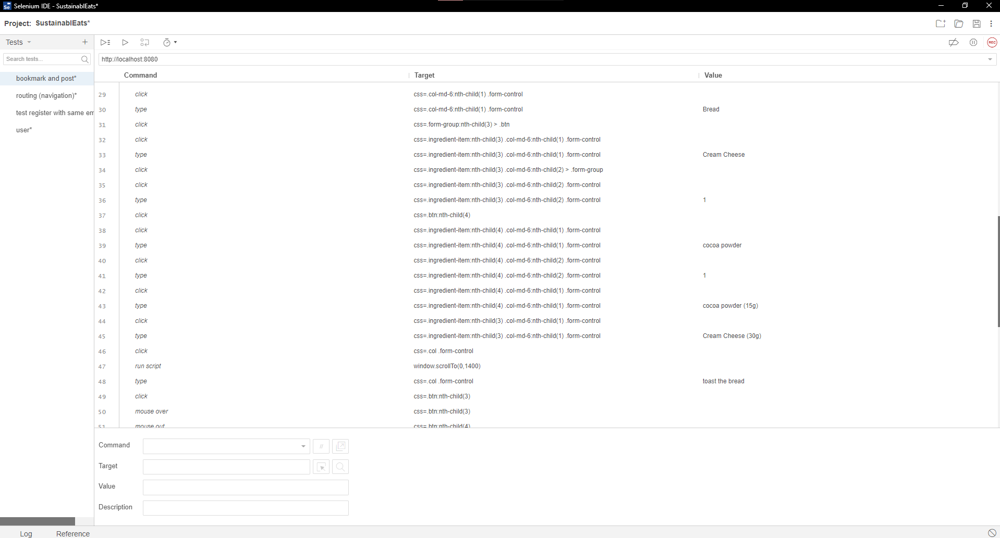 Selenium IDE - SustainablEats*
Project: SustainablEats*
Tests
Search tests...
bookmark and post*
routing (navigation)*
test register with same em
user*
REC
http://localhost:8080
Command Target Value
29 click css=.col-md-6:nth-child(1) .form-control
30 type css=.col-md-6:nth-child(1) .form-control Bread
31 click css=.form-group:nth-child(3) > .btn
32 click css=.ingredient-item:nth-child(3) .col-md-6:nth-child(1) .form-control
33 type css=.ingredient-item:nth-child(3) .col-md-6:nth-child(1) .form-control Cream Cheese
34 click css=.ingredient-item:nth-child(3) .col-md-6:nth-child(2) > .form-group
35 click css=.ingredient-item:nth-child(3) .col-md-6:nth-child(2) .form-control
36 type css=.ingredient-item:nth-child(3) .col-md-6:nth-child(2) .form-control 1
37 click css=.btn:nth-child(4)
38 click css=.ingredient-item:nth-child(4) .col-md-6:nth-child(1) .form-control
39 type css=.ingredient-item:nth-child(4) .col-md-6:nth-child(1) .form-control cocoa powder
40 click css=.ingredient-item:nth-child(4) .col-md-6:nth-child(2) .form-control
41 type css=.ingredient-item:nth-child(4) .col-md-6:nth-child(2) .form-control 1
42 click css=.ingredient-item:nth-child(4) .col-md-6:nth-child(1) .form-control
43 type css=.ingredient-item:nth-child(4) .col-md-6:nth-child(1) .form-control cocoa powder (15g)
44 click css=.ingredient-item:nth-child(3) .col-md-6:nth-child(1) .form-control
45 type css=.ingredient-item:nth-child(3) .col-md-6:nth-child(1) .form-control Cream Cheese (30g)
46 click css=.col .form-control
47 run script window.scrollTo(0,1400)
48 type css=.col .form-control toast the bread
49 click css=.btn:nth-child(3)
50 mouse over css=.btn:nth-child(3)
51 mouse out css=.btn:nth-child(4)
Command //
Target
Value
Description
Log Reference